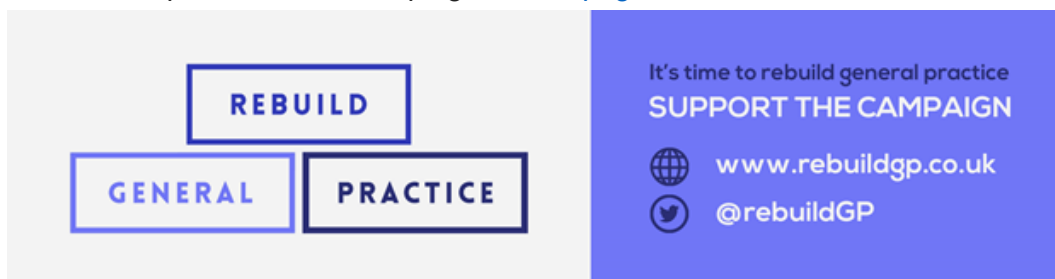 REBUILD
GENERAL PRACTICE
It's time to rebuild general practice
SUPPORT THE CAMPAIGN
www.rebuildgp.co.uk
@rebuildGP